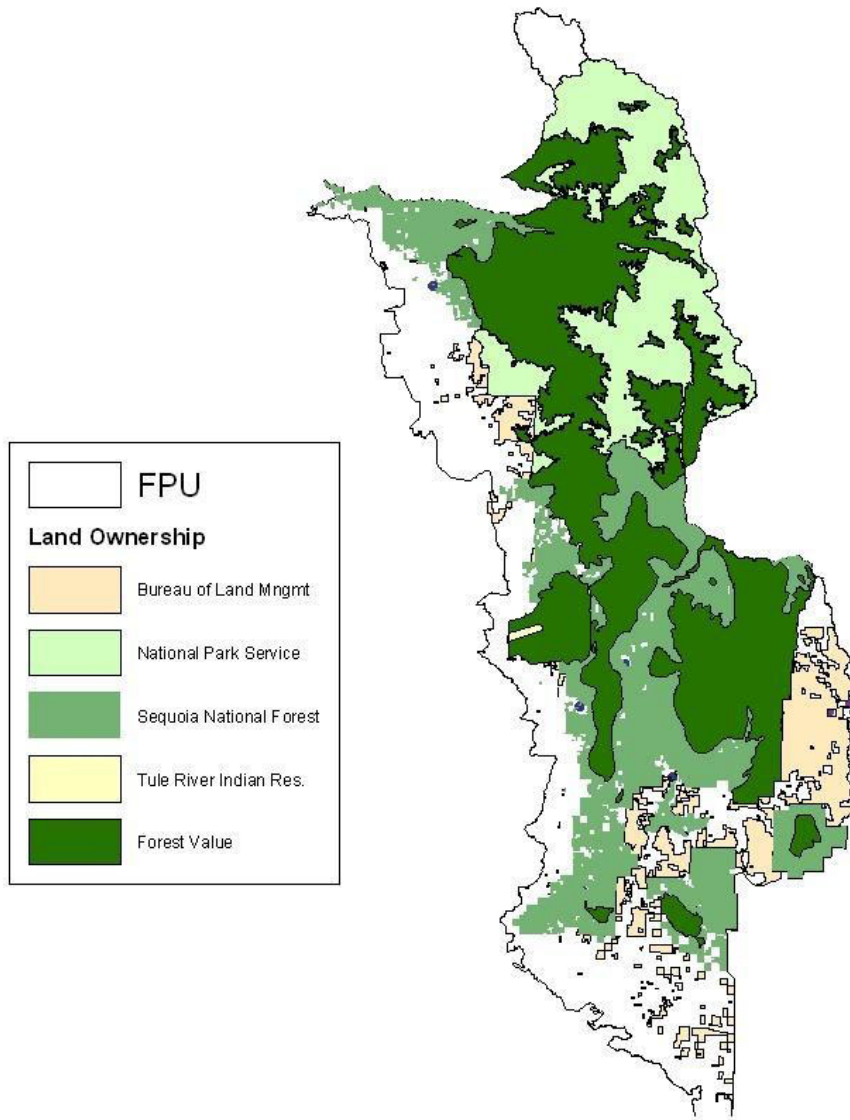 FPU
Land Ownership
Bureau of Land Mngmt
National Park Service
Sequoia National Forest
Tule River Indian Res.
Forest Value